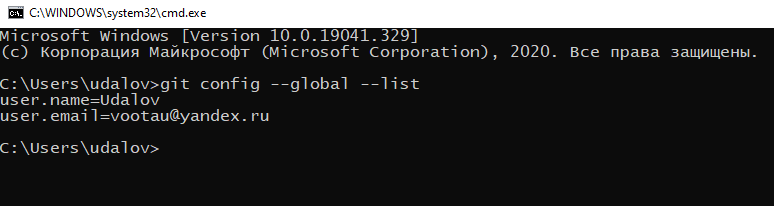 C:\WINDOWS\system32\cmd.exe
Microsoft Windows [Version 10.0.19041.329]
(c) Корпорация Майкрософт (Microsoft Corporation), 2020. Все права защищены.
C:\Users\udalov>git config --global --list
user.name=Udalov
user.email=vootau@yandex.ru
C:\Users\udalov>